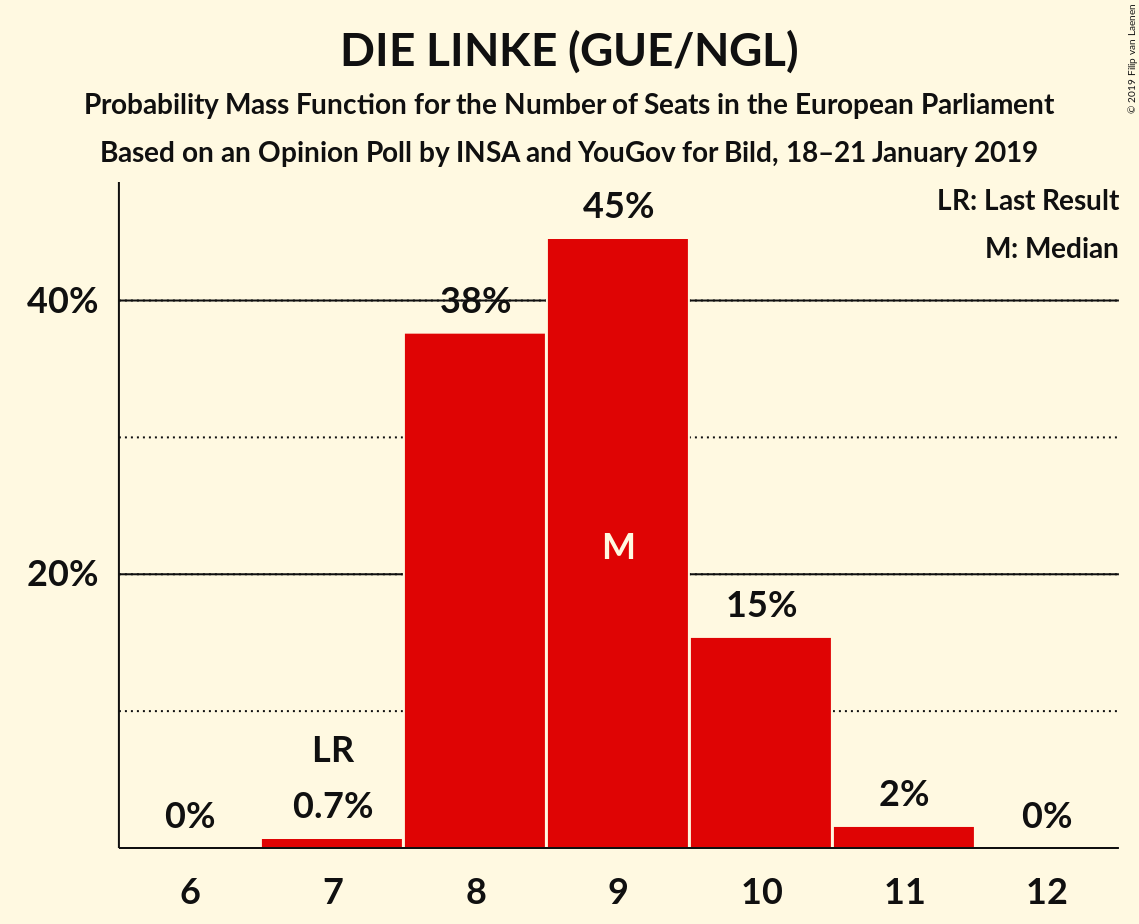 DIE LINKE (GUE/NGL)
Probability Mass Function for the Number of Seats in the European Parliament
Based on an Opinion Poll by INSA and YouGov for Bild, 18–21 January 2019
© 2019 Filip van Laenen
LR: Last Result
M: Median
45%
40%
38%
M
20%
15%
LR
0.7%
0%
2%
0%
6 7 8 9 10 11 12